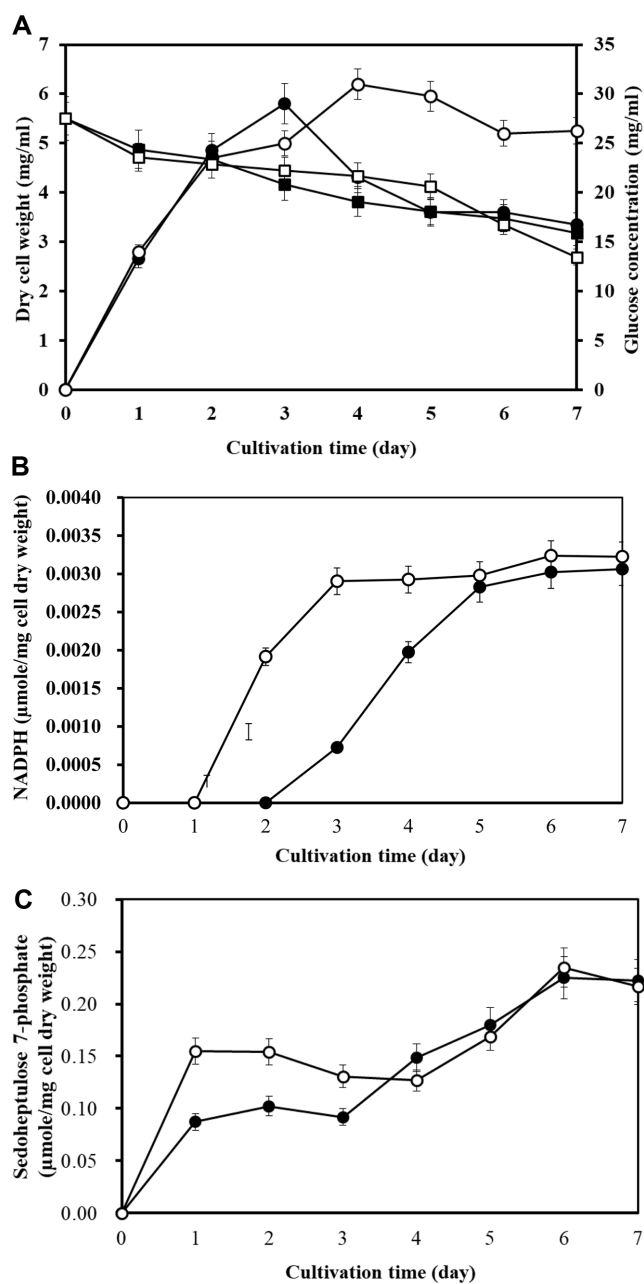 A
7
6
5
4
3
2
1
0
Dry cell weight (mg/ml)
35
30
25
20
15
10
5
0
Glucose concentration (mg/ml)
0 1 2 3 4 5 6 7
Cultivation time (day)
B
0.0040
0.0035
0.0030
0.0025
0.0020
0.0010
0.0005
0.0000
NADPH (µmole/mg cell dry weight)
0 1 2 3 4 5 6 7
Cultivation time (day)
C
0.30
0.25
0.20
0.15
0.10
0.05
0.00
Sedoheptulose 7-phosphate
(µmole/mg cell dry weight)
0 1 2 3 4 5 6 7
Cultivation time (day)